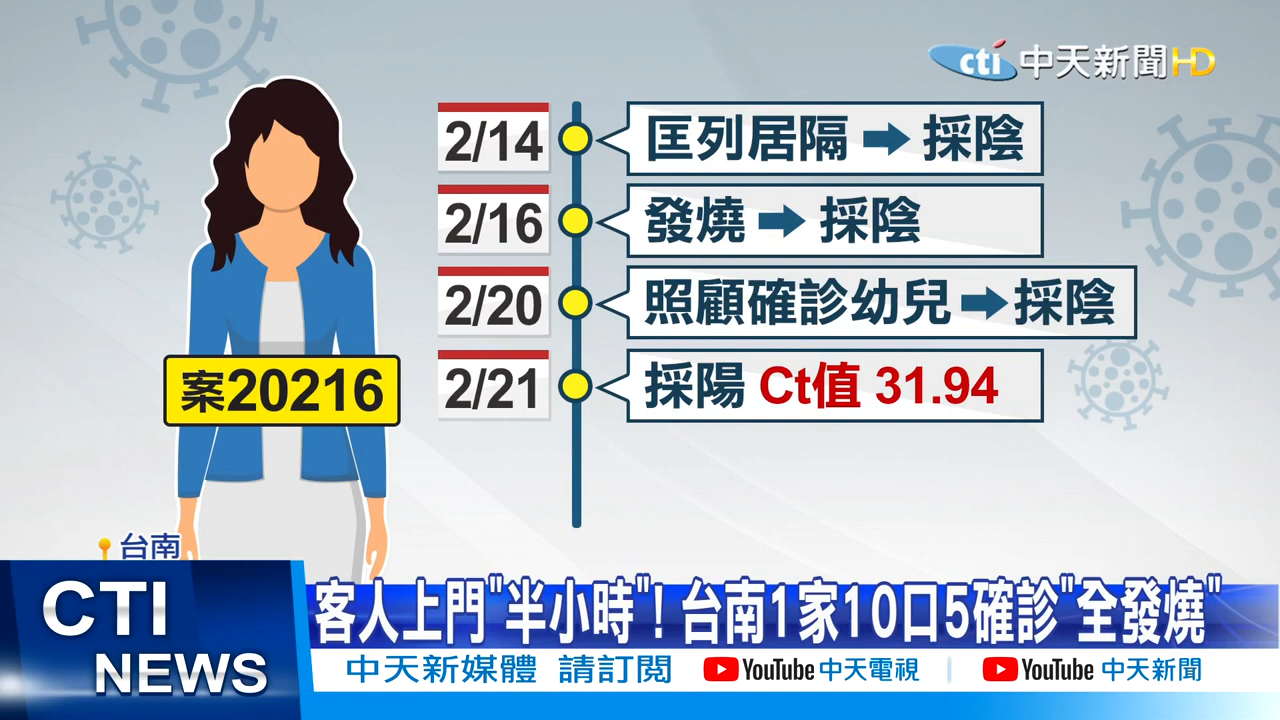 cti 中天新聞HD
2/14 匡列居隔 ➡ 採陰
2/16 發燒 ➡ 採陰
2/20 照顧確診幼兒 ➡ 採陰
2/21 採陽 Ct值 31.94
案20216
台南
CTI NEWS
客人上門"半小時"! 台南1家10口5確診"全發燒"
中天新媒體 請訂閱 YouTube 中天電視 | YouTube 中天新聞